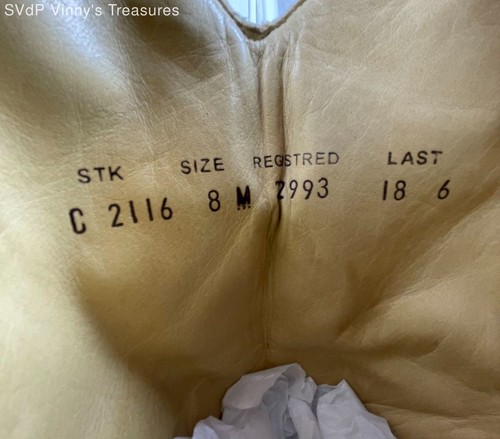 SVdP Vinny's Treasures
STK SIZE REGSTRED LAST
C 2116 8 M 2993 18 6